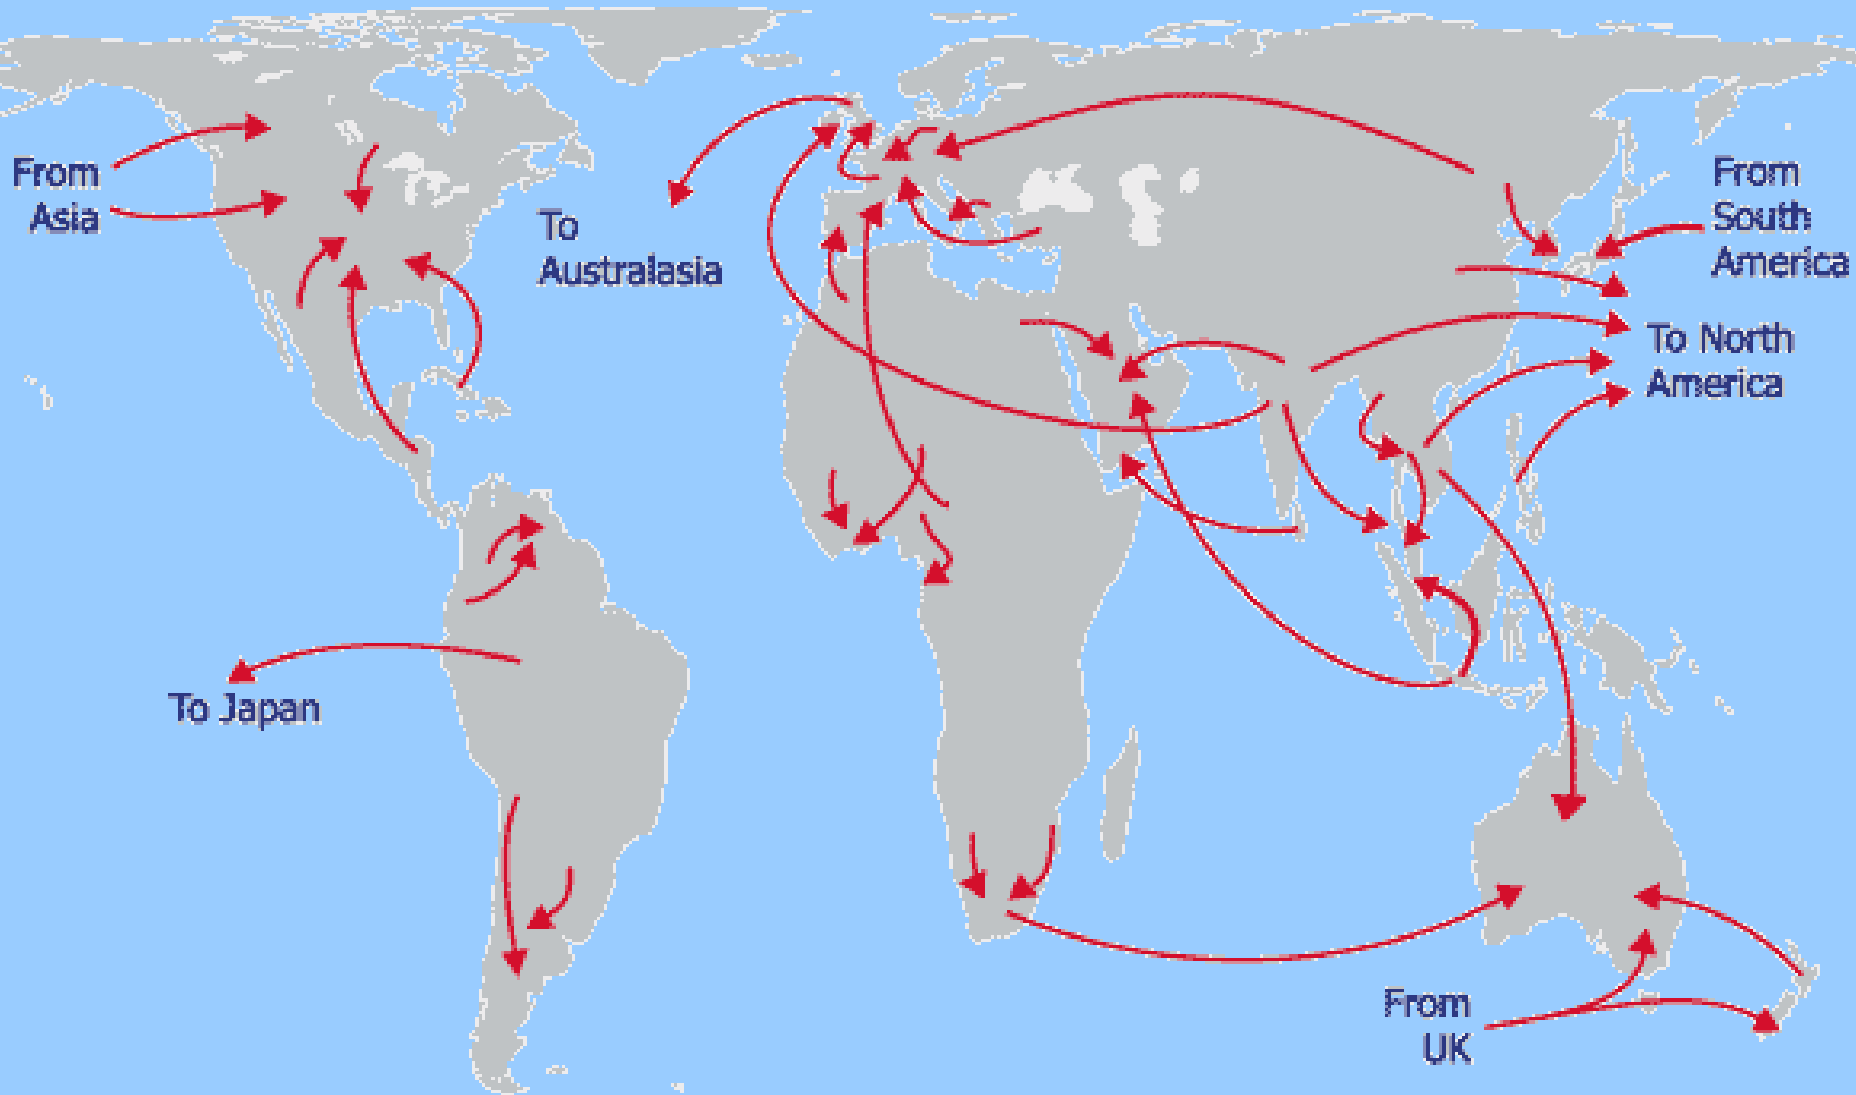 From
Asia
To
Australasia
From
South
America
To North
America
To Japan
From
UK